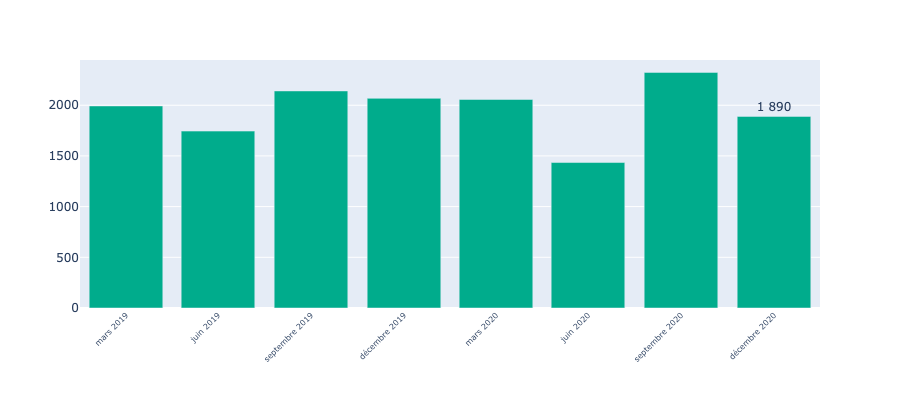 2000
1500
1000
500
0
1 890
mars 2019
juin 2019
septembre 2019
décembre 2019
mars 2020
juin 2020
septembre 2020
décembre 2020